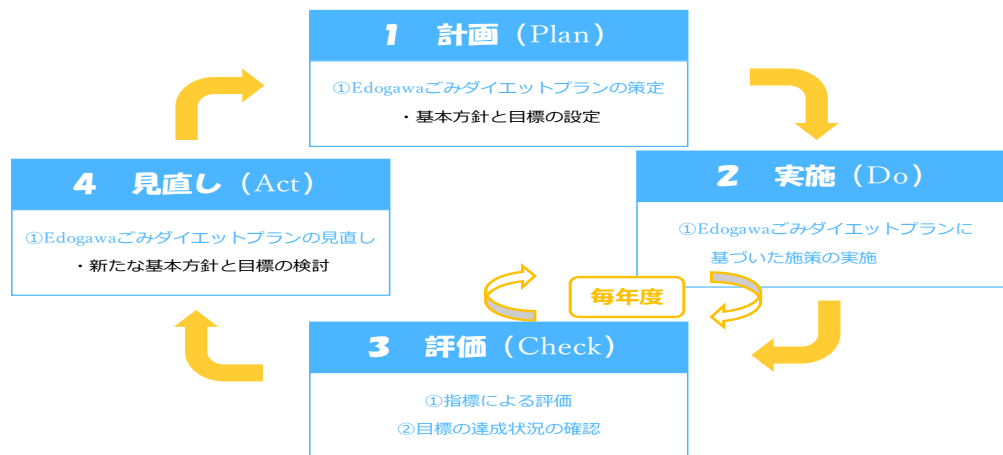 1 計画（Plan）
①Edogawaごみダイエットプランの策定
・基本方針と目標の設定
2 実施（Do）
①Edogawaごみダイエットプランに
基づいた施策の実施
毎年度
3 評価（Check）
①指標による評価
②目標の達成状況の確認
4 見直し（Act）
①Edogawaごみダイエットプランの見直し
・新たな基本方針と目標の検討